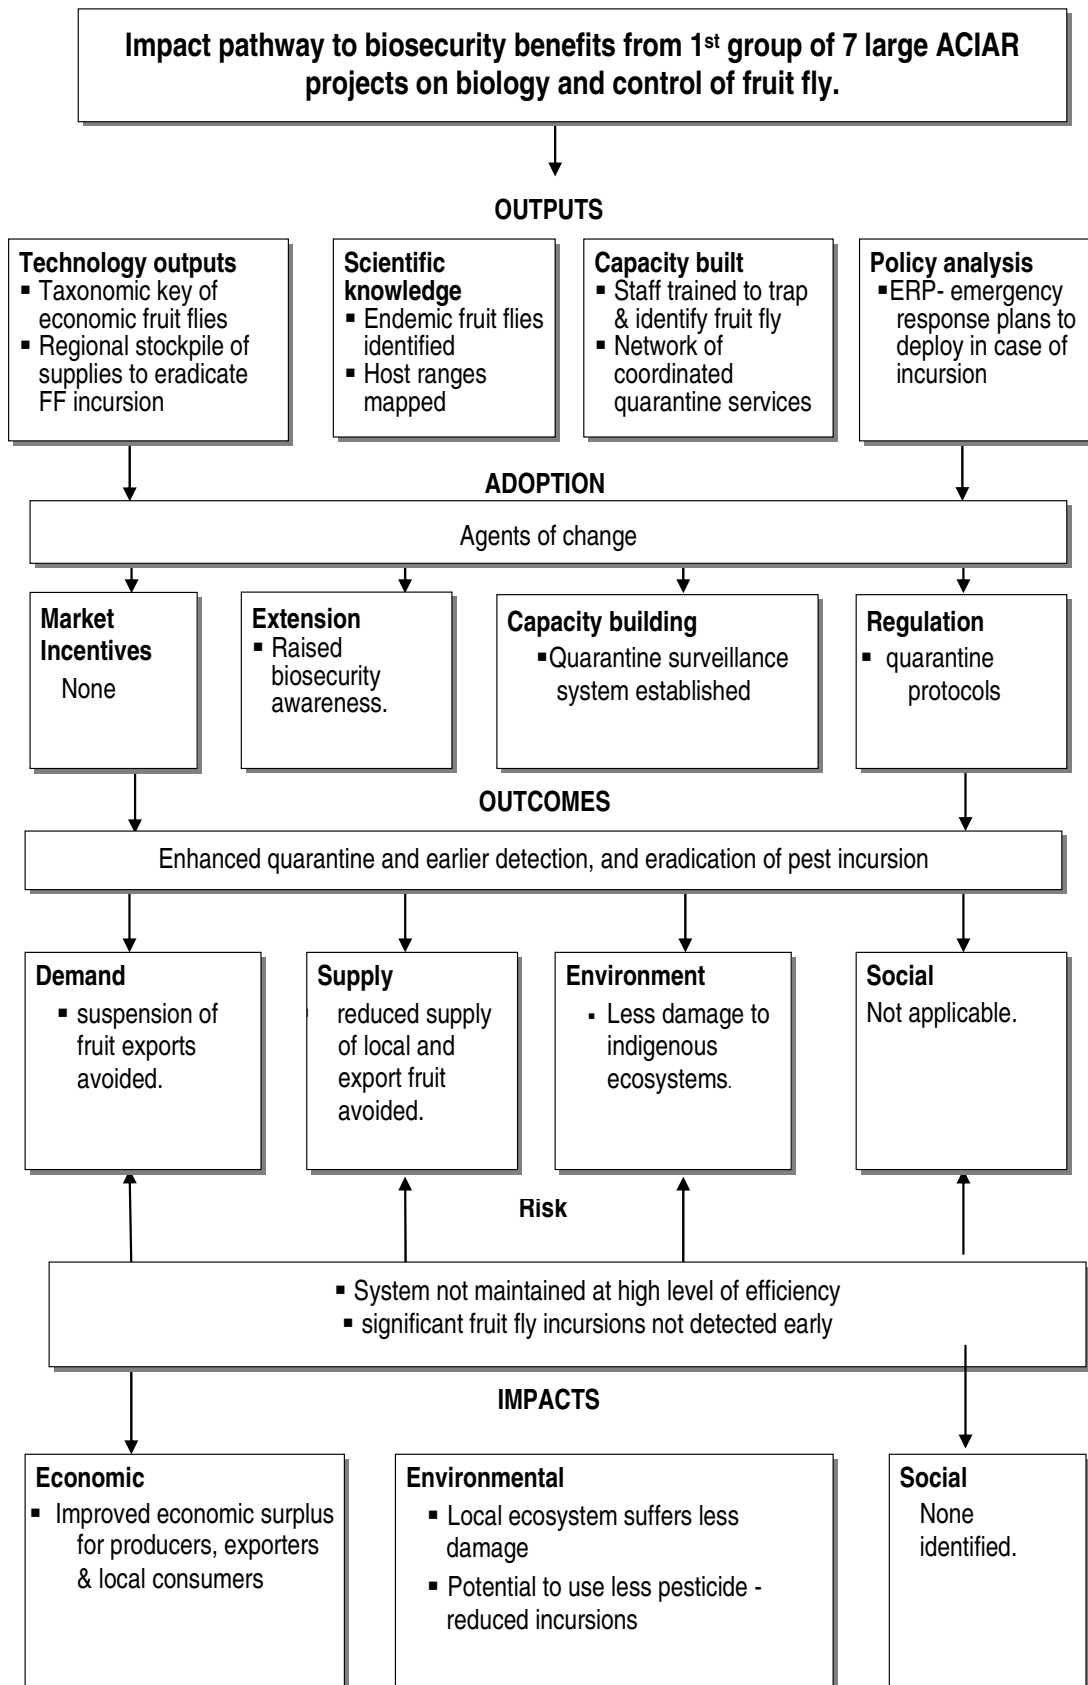 Impact pathway to biosecurity benefits from 1st group of 7 large ACIAR
projects on biology and control of fruit fly.
OUTPUTS
Technology outputs
▪ Taxonomic key of
economic fruit flies
▪ Regional stockpile of
supplies to eradicate
FF incursion
Scientific
knowledge
▪ Endemic fruit flies
identified
▪ Host ranges
mapped
Capacity built
▪ Staff trained to trap
& identify fruit fly
▪ Network of
coordinated
quarantine services
Policy analysis
▪ERP- emergency
response plans to
deploy in case of
incursion
ADOPTION
Agents of change
Market
Incentives
None
Extension
▪ Raised
biosecurity
awareness.
Capacity building
▪Quarantine surveillance
system established
Regulation
▪ quarantine
protocols
OUTCOMES
Enhanced quarantine and earlier detection, and eradication of pest incursion
Demand
▪ suspension of
fruit exports
avoided.
Supply
reduced supply
of local and
export fruit
avoided.
Environment
▪ Less damage to
indigenous
ecosystems.
Social
Not applicable.
Risk
▪ System not maintained at high level of efficiency
▪ significant fruit fly incursions not detected early
IMPACTS
Economic
▪ Improved economic surplus
for producers, exporters
& local consumers
Environmental
▪ Local ecosystem suffers less
damage
▪ Potential to use less pesticide -
reduced incursions
Social
None
identified.